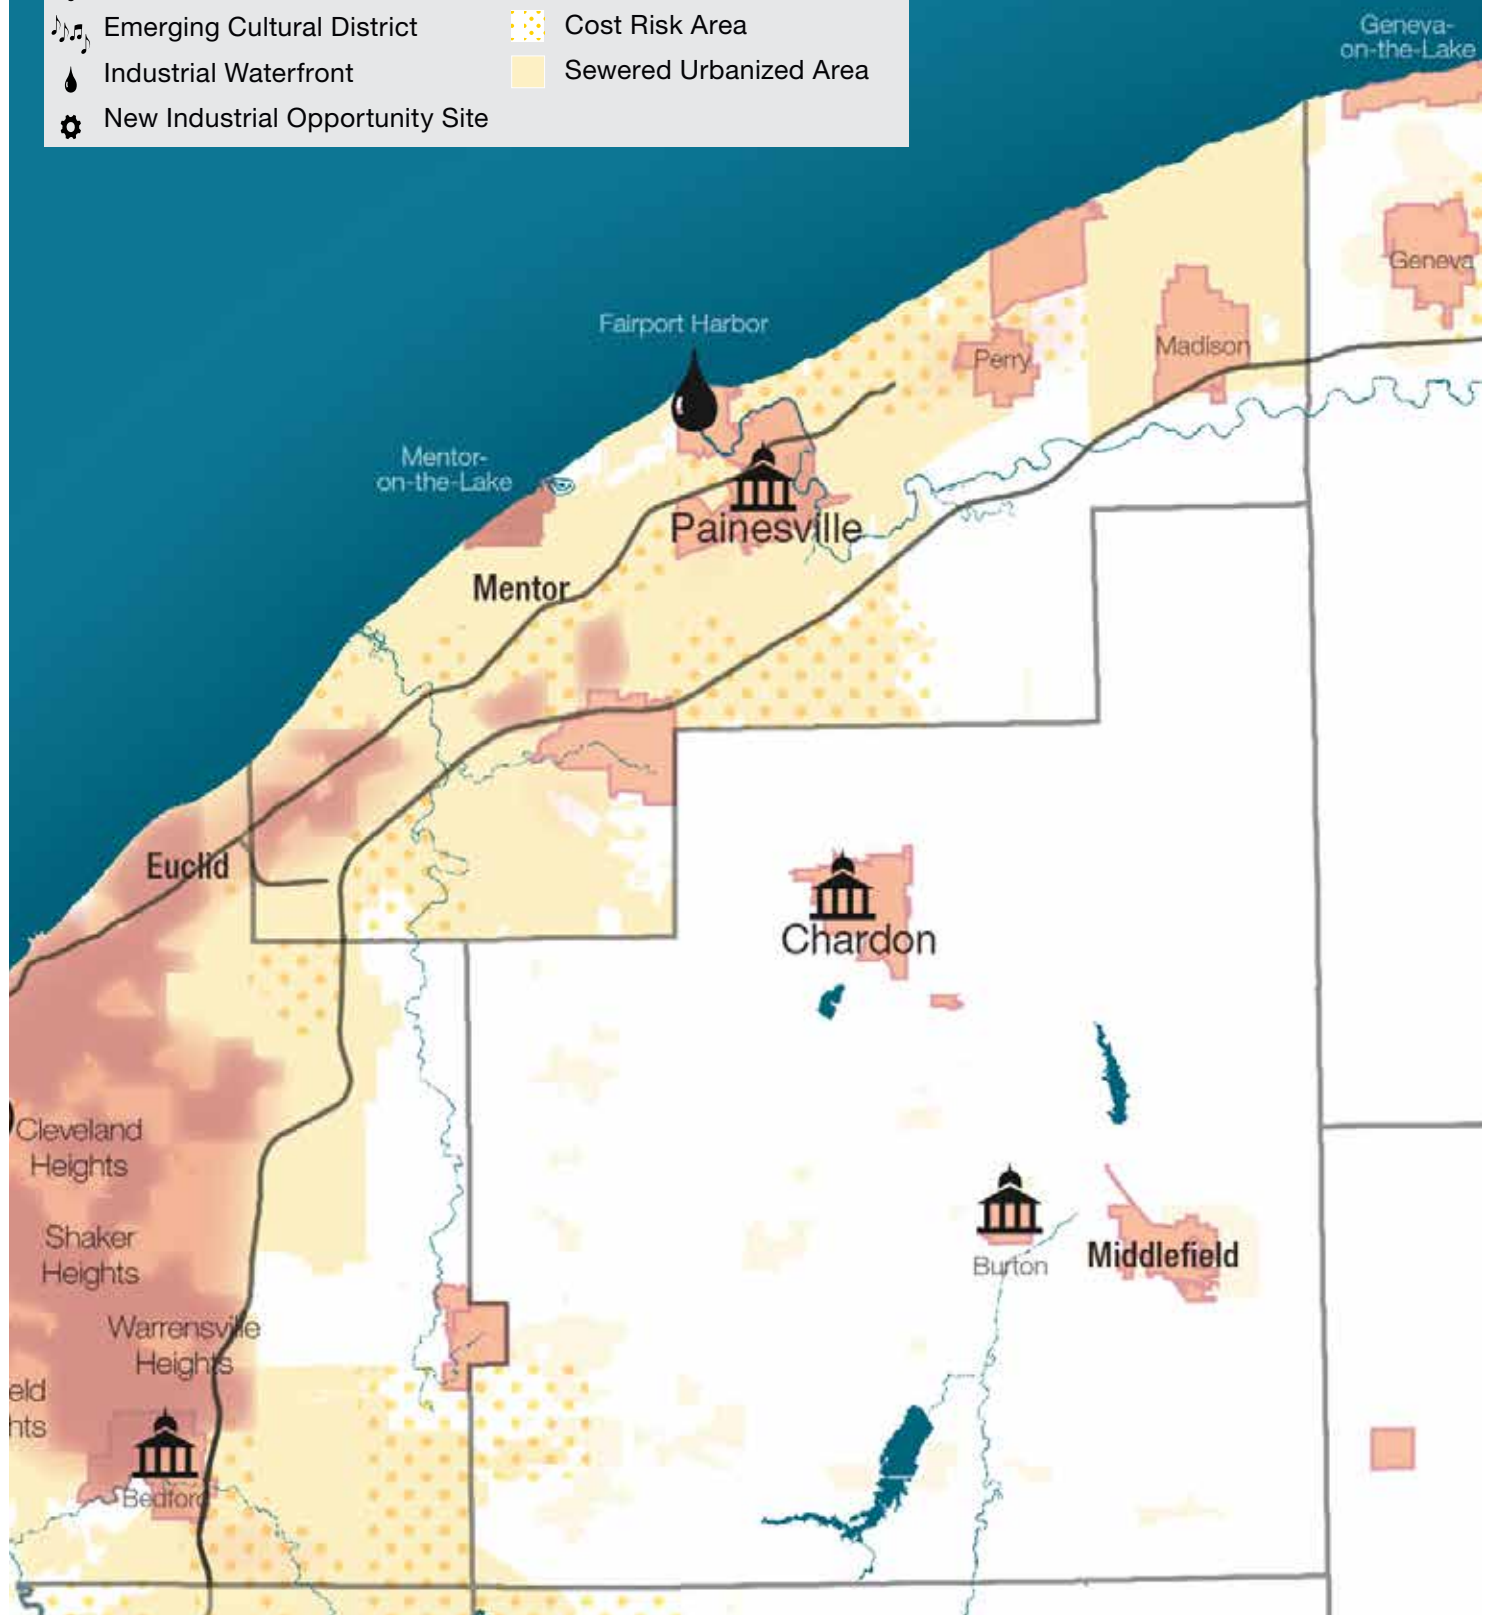 Emerging Cultural District
Industrial Waterfront
New Industrial Opportunity Site
Cost Risk Area
Sewered Urbanized Area
Geneva-
on-the-Lake
Geneva
Fairport Harbor
Perry
Madison
Mentor-
on-the-Lake
Painesville
Mentor
Euclid
Chardon
Cleveland
Heights
Shaker
Heights
Burton
Middlefield
Warrensville
Heights
eld
hts
Bedford